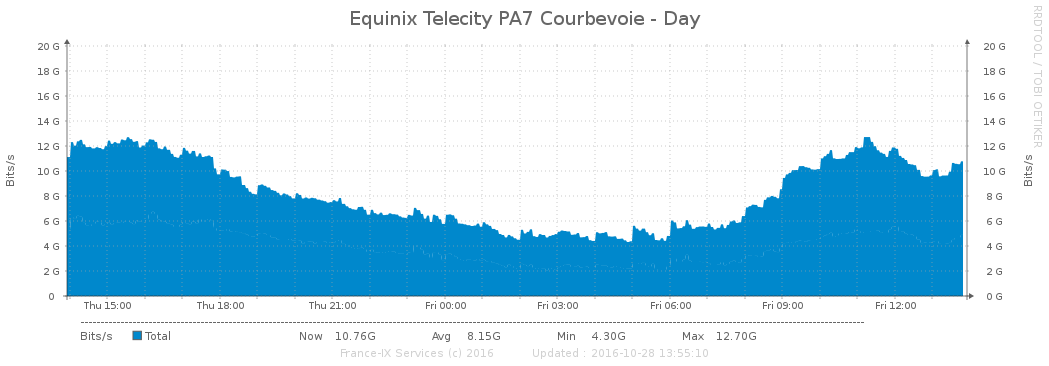 Equinix Telecity PA7 Courbevoie - Day
RRDTOOL / TOBI OETIKER
Bits/s
Bits/s
20 G 20 G
18 G 18 G
16 G 16 G
14 G 14 G
12 G 12 G
10 G 10 G
8 G 8 G
6 G 6 G
4 G 4 G
2 G 2 G
0 0 G
Thu 15:00 Thu 18:00 Thu 21:00 Fri 00:00 Fri 03:00 Fri 06:00 Fri 09:00 Fri 12:00
Bits/s Total Now 10.76G Avg 8.15G Min 4.30G Max 12.70G
France-IX Services (c) 2016 Updated : 2016-10-28 13:55:10